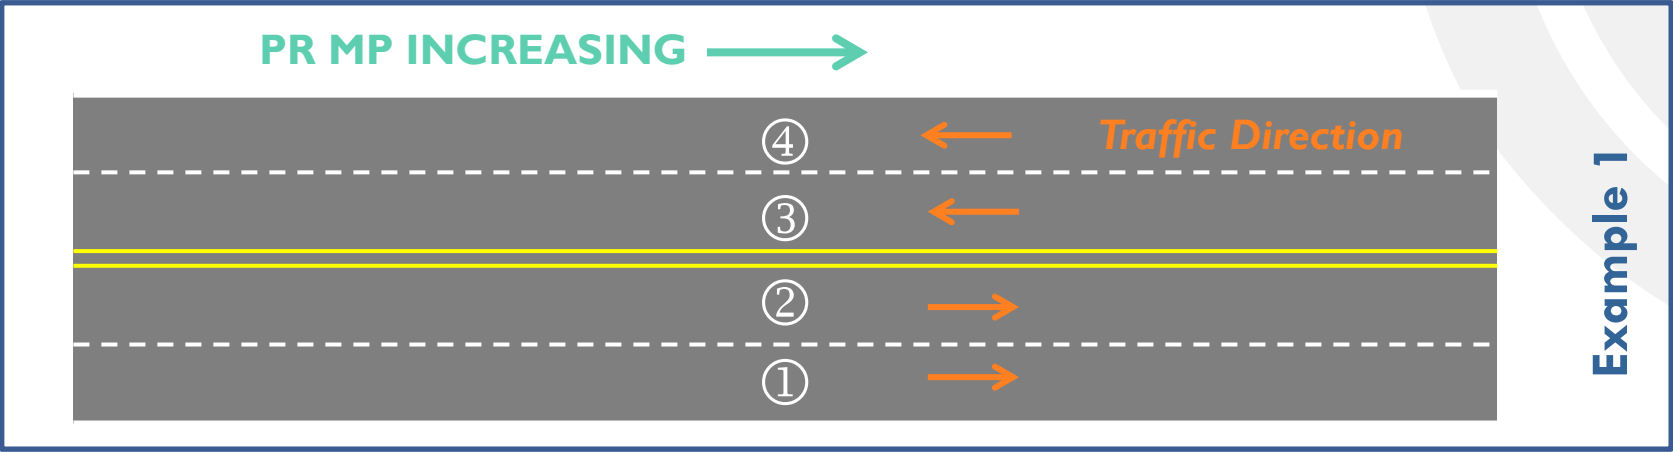 PR MP INCREASING
④
Traffic Direction
③
②
①
Example 1